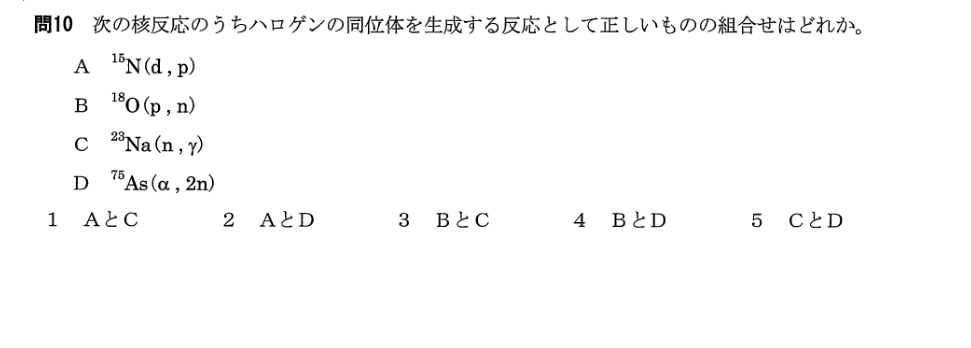 問10 次の核反応のうちハロゲンの同位体を生成する反応として正しいものの組合せはどれか。
A ¹⁵N(d , p)
B ¹⁸O(p , n)
C ²³Na(n , γ)
D ⁷⁵As(α , 2n)
1 AとC 2 AとD 3 BとC 4 BとD 5 CとD